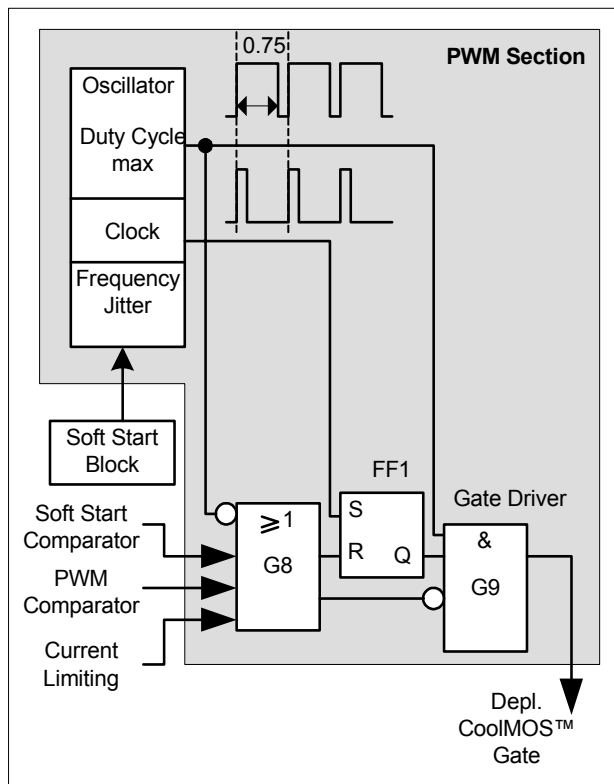 0.75
PWM Section
Oscillator
Duty Cycle
max
Clock
Frequency
Jitter
Soft Start
Block
FF1
Gate Driver
Soft Start
Comparator
PWM
Comparator
Current
Limiting
⩾1
G8
S
R
Q
&
G9
Depl.
CoolMOS™
Gate